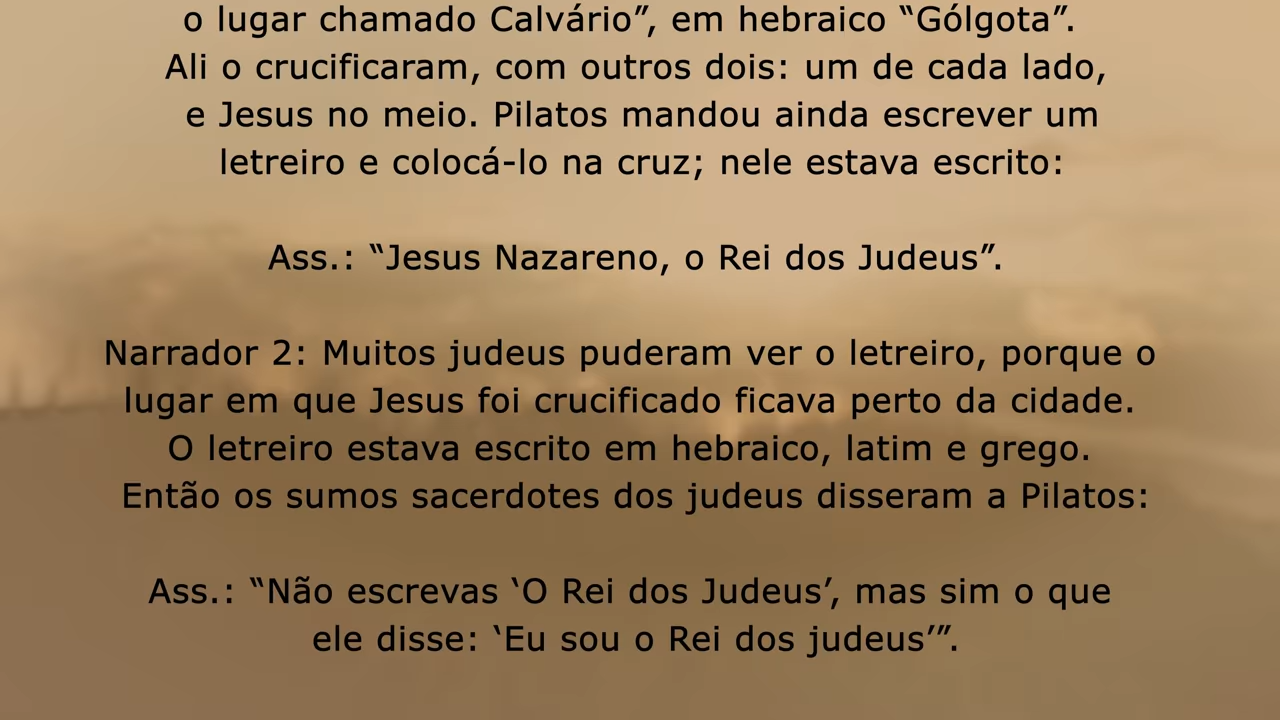 o lugar chamado Calvário”, em hebraico “Gólgota”.
Ali o crucificaram, com outros dois: um de cada lado,
e Jesus no meio. Pilatos mandou ainda escrever um
letreiro e colocá-lo na cruz; nele estava escrito:
Ass.: “Jesus Nazareno, o Rei dos Judeus”.
Narrador 2: Muitos judeus puderam ver o letreiro, porque o
lugar em que Jesus foi crucificado ficava perto da cidade.
O letreiro estava escrito em hebraico, latim e grego.
Então os sumos sacerdotes dos judeus disseram a Pilatos:
Ass.: “Não escrevas ‘O Rei dos Judeus’, mas sim o que
ele disse: ‘Eu sou o Rei dos judeus’”.